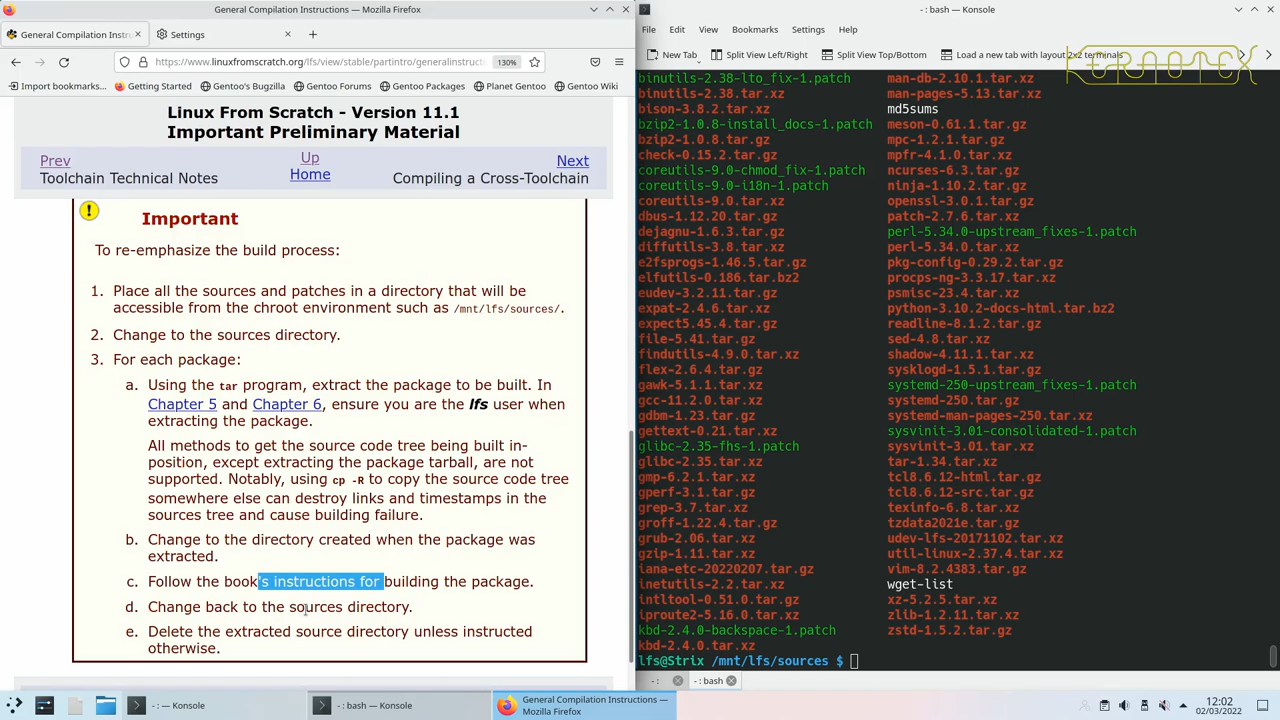 General Compilation Instructions — Mozilla Firefox
General Compilation Instru
Settings
https://www.linuxfromscratch.org/lfs/view/stable/partintro/generalinstructi
130%
Import bookmarks...
Getting Started
Gentoo's Bugzilla
Gentoo Forums
Gentoo Packages
Planet Gentoo
Gentoo Wiki
Linux From Scratch - Version 11.1
Important Preliminary Material
Prev
Up
Next
Toolchain Technical Notes
Home
Compiling a Cross-Toolchain
Important
To re-emphasize the build process:
1. Place all the sources and patches in a directory that will be
accessible from the chroot environment such as /mnt/lfs/sources/.
2. Change to the sources directory.
3. For each package:
a. Using the tar program, extract the package to be built. In
Chapter 5 and Chapter 6, ensure you are the lfs user when
extracting the package.
All methods to get the source code tree being built in-
position, except extracting the package tarball, are not
supported. Notably, using cp -R to copy the source code tree
somewhere else can destroy links and timestamps in the
sources tree and cause building failure.
b. Change to the directory created when the package was
extracted.
c. Follow the book's instructions for building the package.
d. Change back to the sources directory.
e. Delete the extracted source directory unless instructed
otherwise.
- : bash — Konsole
File Edit View Bookmarks Settings Help
New Tab
Split View Left/Right
Split View Top/Bottom
Load a new tab with layout 2x2 terminals
KERNOTEX
binutils-2.38-lto_fix-1.patch man-db-2.10.1.tar.xz
binutils-2.38.tar.xz man-pages-5.13.tar.xz
bison-3.8.2.tar.xz md5sums
bzip2-1.0.8-install_docs-1.patch meson-0.61.1.tar.gz
bzip2-1.0.8.tar.gz mpc-1.2.1.tar.gz
check-0.15.2.tar.gz mpfr-4.1.0.tar.xz
coreutils-9.0-chmod_fix-1.patch ncurses-6.3.tar.gz
coreutils-9.0-i18n-1.patch ninja-1.10.2.tar.gz
coreutils-9.0.tar.xz openssl-3.0.1.tar.gz
dbus-1.12.20.tar.gz patch-2.7.6.tar.xz
dejagnu-1.6.3.tar.gz perl-5.34.0-upstream_fixes-1.patch
diffutils-3.8.tar.xz perl-5.34.0.tar.xz
e2fsprogs-1.46.5.tar.gz pkg-config-0.29.2.tar.gz
elfutils-0.186.tar.bz2 procps-ng-3.3.17.tar.xz
eudev-3.2.11.tar.gz psmisc-23.4.tar.xz
expat-2.4.6.tar.xz python-3.10.2-docs-html.tar.bz2
expect5.45.4.tar.gz readline-8.1.2.tar.gz
file-5.41.tar.gz sed-4.8.tar.xz
findutils-4.9.0.tar.xz shadow-4.11.1.tar.xz
flex-2.6.4.tar.gz sysklogd-1.5.1.tar.gz
gawk-5.1.1.tar.xz systemd-250-upstream_fixes-1.patch
gcc-11.2.0.tar.xz systemd-250.tar.gz
gdbm-1.23.tar.gz systemd-man-pages-250.tar.xz
gettext-0.21.tar.xz sysvinit-3.01-consolidated-1.patch
glibc-2.35-fhs-1.patch sysvinit-3.01.tar.xz
glibc-2.35.tar.xz tar-1.34.tar.xz
gmp-6.2.1.tar.xz tcl8.6.12-html.tar.gz
gperf-3.1.tar.gz tcl8.6.12-src.tar.gz
grep-3.7.tar.xz texinfo-6.8.tar.xz
groff-1.22.4.tar.gz tzdata2021e.tar.gz
grub-2.06.tar.xz udev-lfs-20171102.tar.xz
gzip-1.11.tar.xz util-linux-2.37.4.tar.xz
iana-etc-20220207.tar.gz vim-8.2.4383.tar.gz
inetutils-2.2.tar.xz wget-list
intltool-0.51.0.tar.gz xz-5.2.5.tar.xz
iproute2-5.16.0.tar.xz zlib-1.2.11.tar.xz
kbd-2.4.0-backspace-1.patch zstd-1.5.2.tar.gz
kbd-2.4.0.tar.xz
lfs@Strix /mnt/lfs/sources $
- :
- : bash
- : — Konsole
- : bash — Konsole
General Compilation Instructions — Mozilla Firefox
12:02
02/03/2022